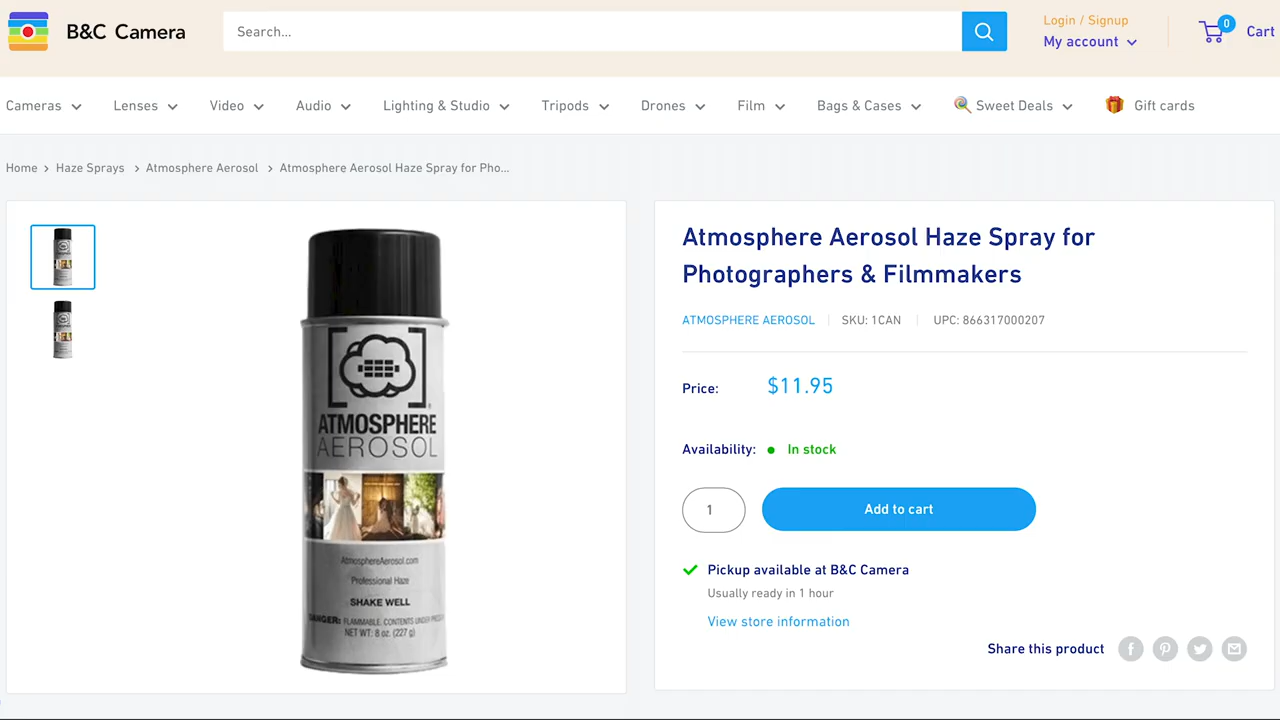 B&C Camera
Search...
Login / Signup
My account
0
Cart
Cameras
Lenses
Video
Audio
Lighting & Studio
Tripods
Drones
Film
Bags & Cases
Sweet Deals
Gift cards
Home > Haze Sprays > Atmosphere Aerosol > Atmosphere Aerosol Haze Spray for Pho...
ATMOSPHERE
AEROSOL
AtmosphereAerosol.com
Professional Haze
SHAKE WELL
DANGER: FLAMMABLE. CONTENTS UNDER
NET WT: 8 oz. (227 g)
Atmosphere Aerosol Haze Spray for
Photographers & Filmmakers
ATMOSPHERE AEROSOL
SKU: 1CAN
UPC: 866317000207
Price:
$11.95
Availability:
In stock
1
Add to cart
Pickup available at B&C Camera
Usually ready in 1 hour
View store information
Share this product